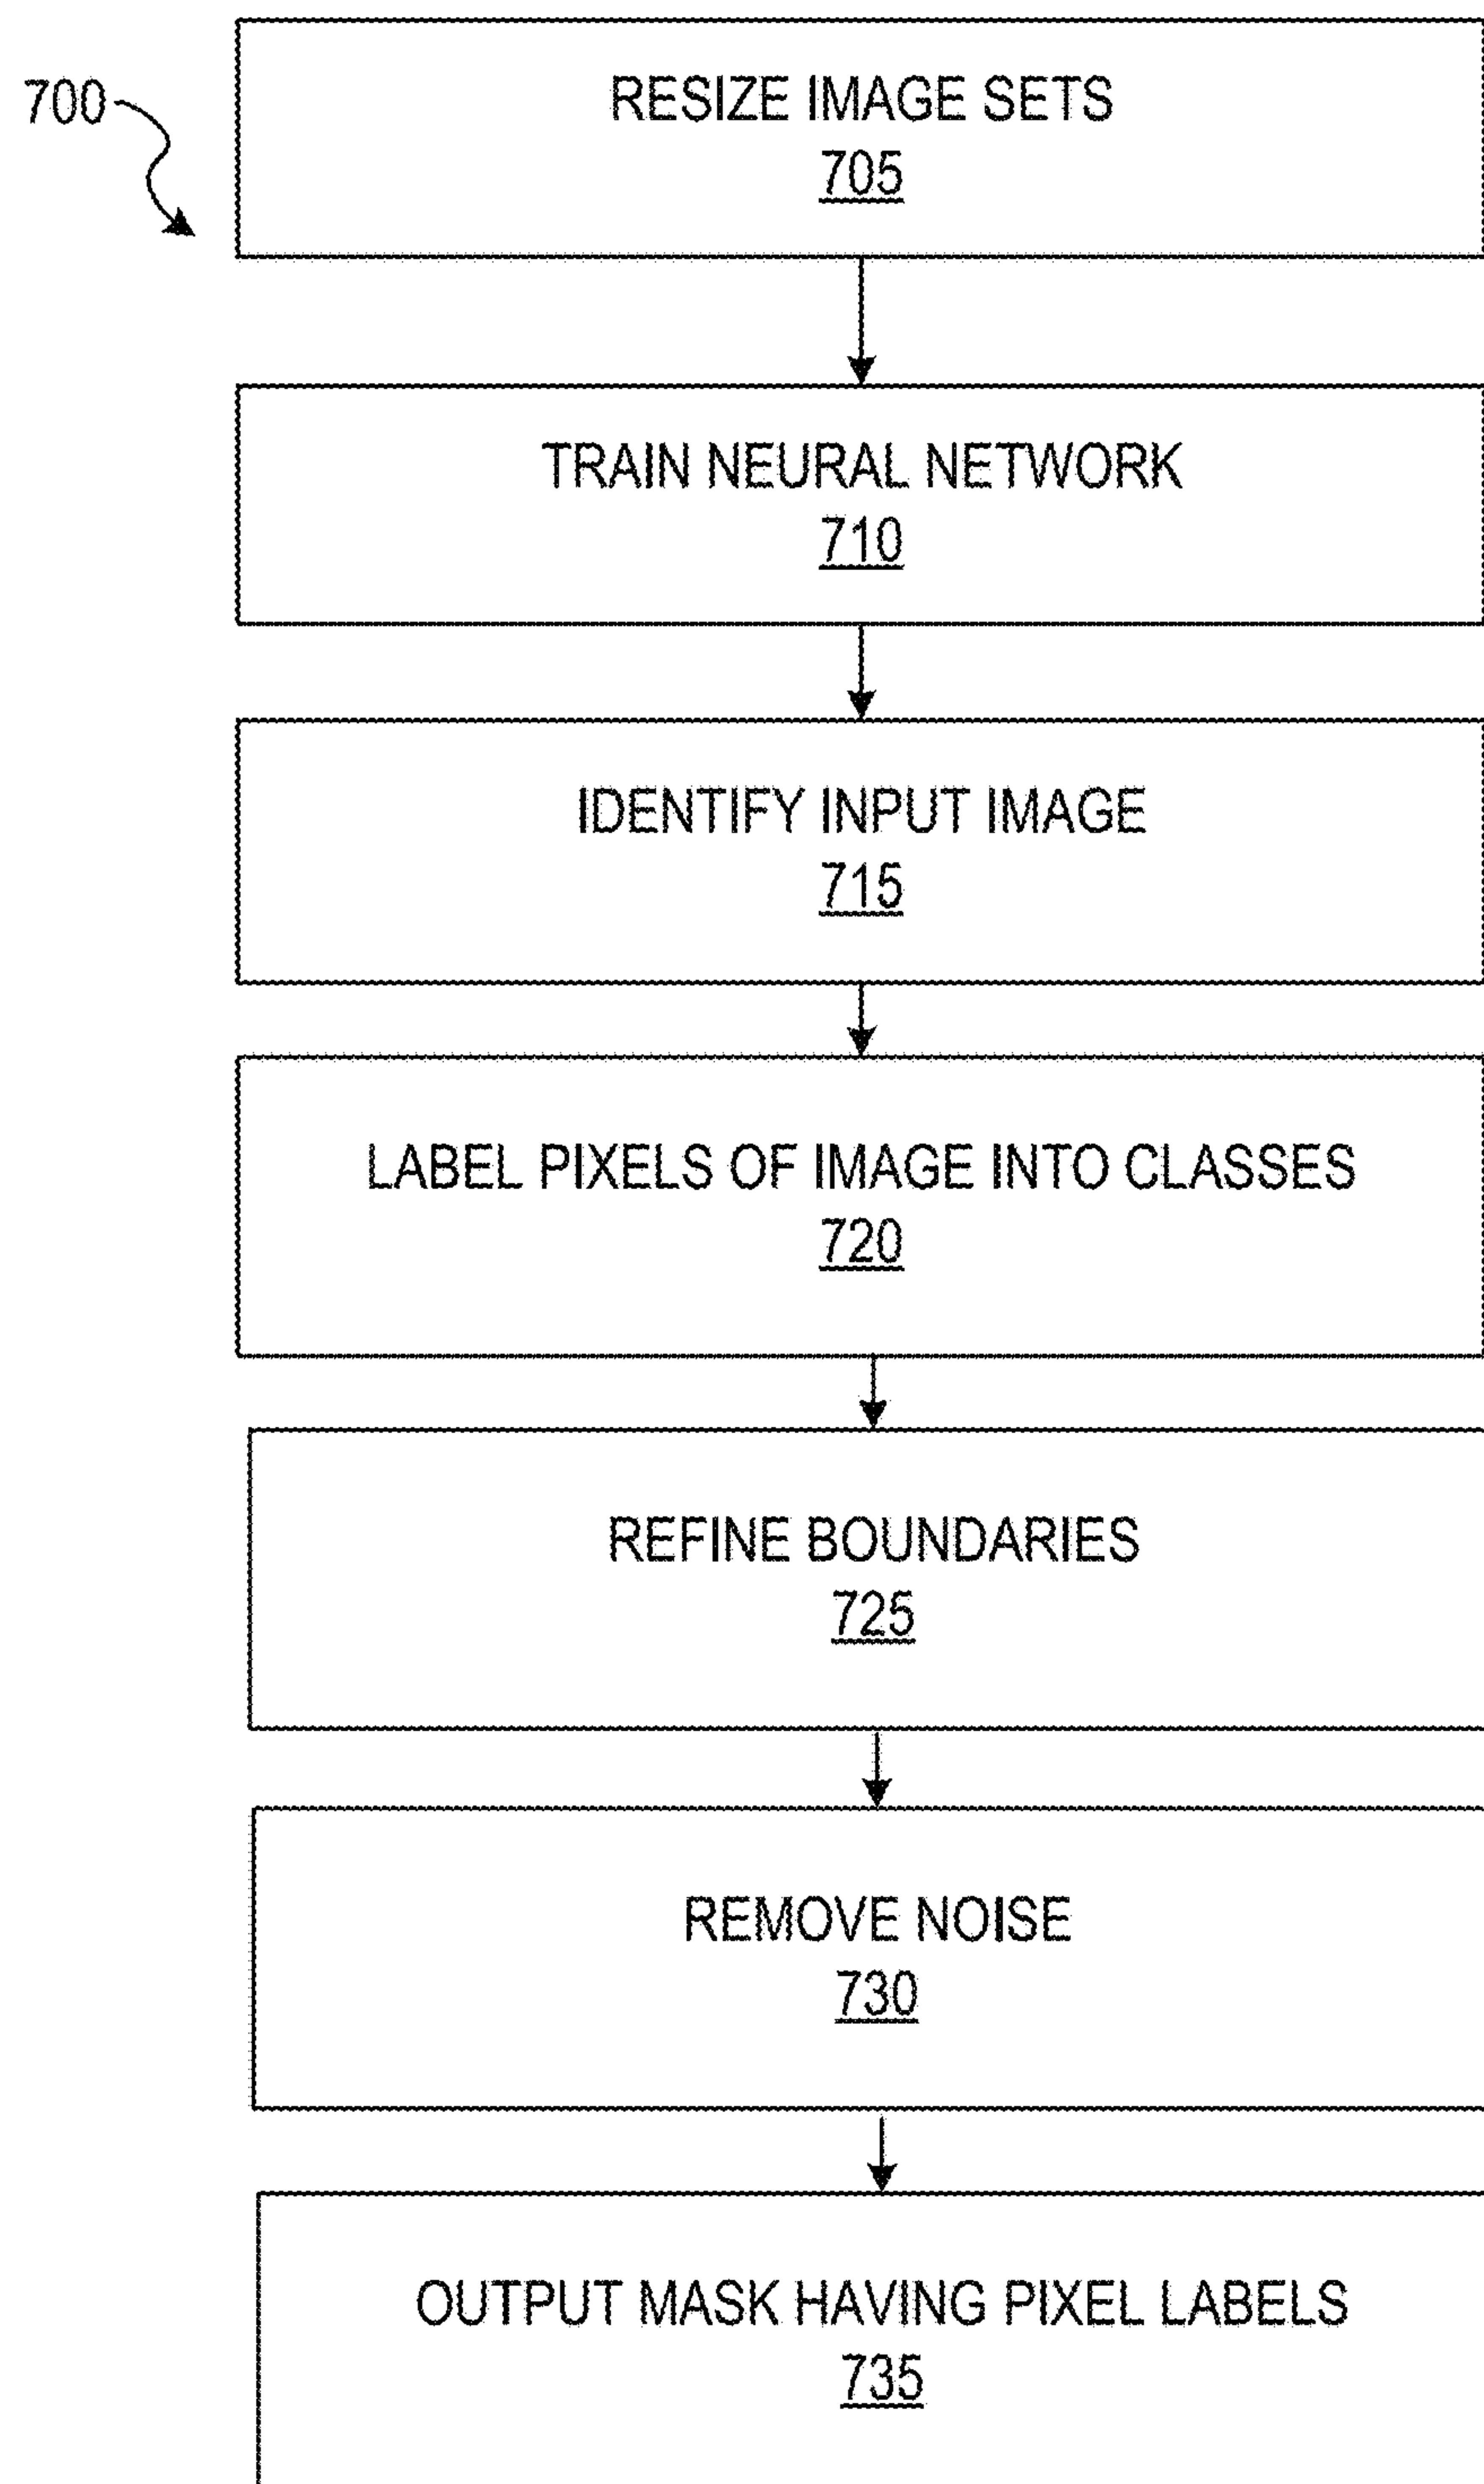 700
RESIZE IMAGE SETS
705
TRAIN NEURAL NETWORK
710
IDENTIFY INPUT IMAGE
715
LABEL PIXELS OF IMAGE INTO CLASSES
720
REFINE BOUNDARIES
725
REMOVE NOISE
730
OUTPUT MASK HAVING PIXEL LABELS
735